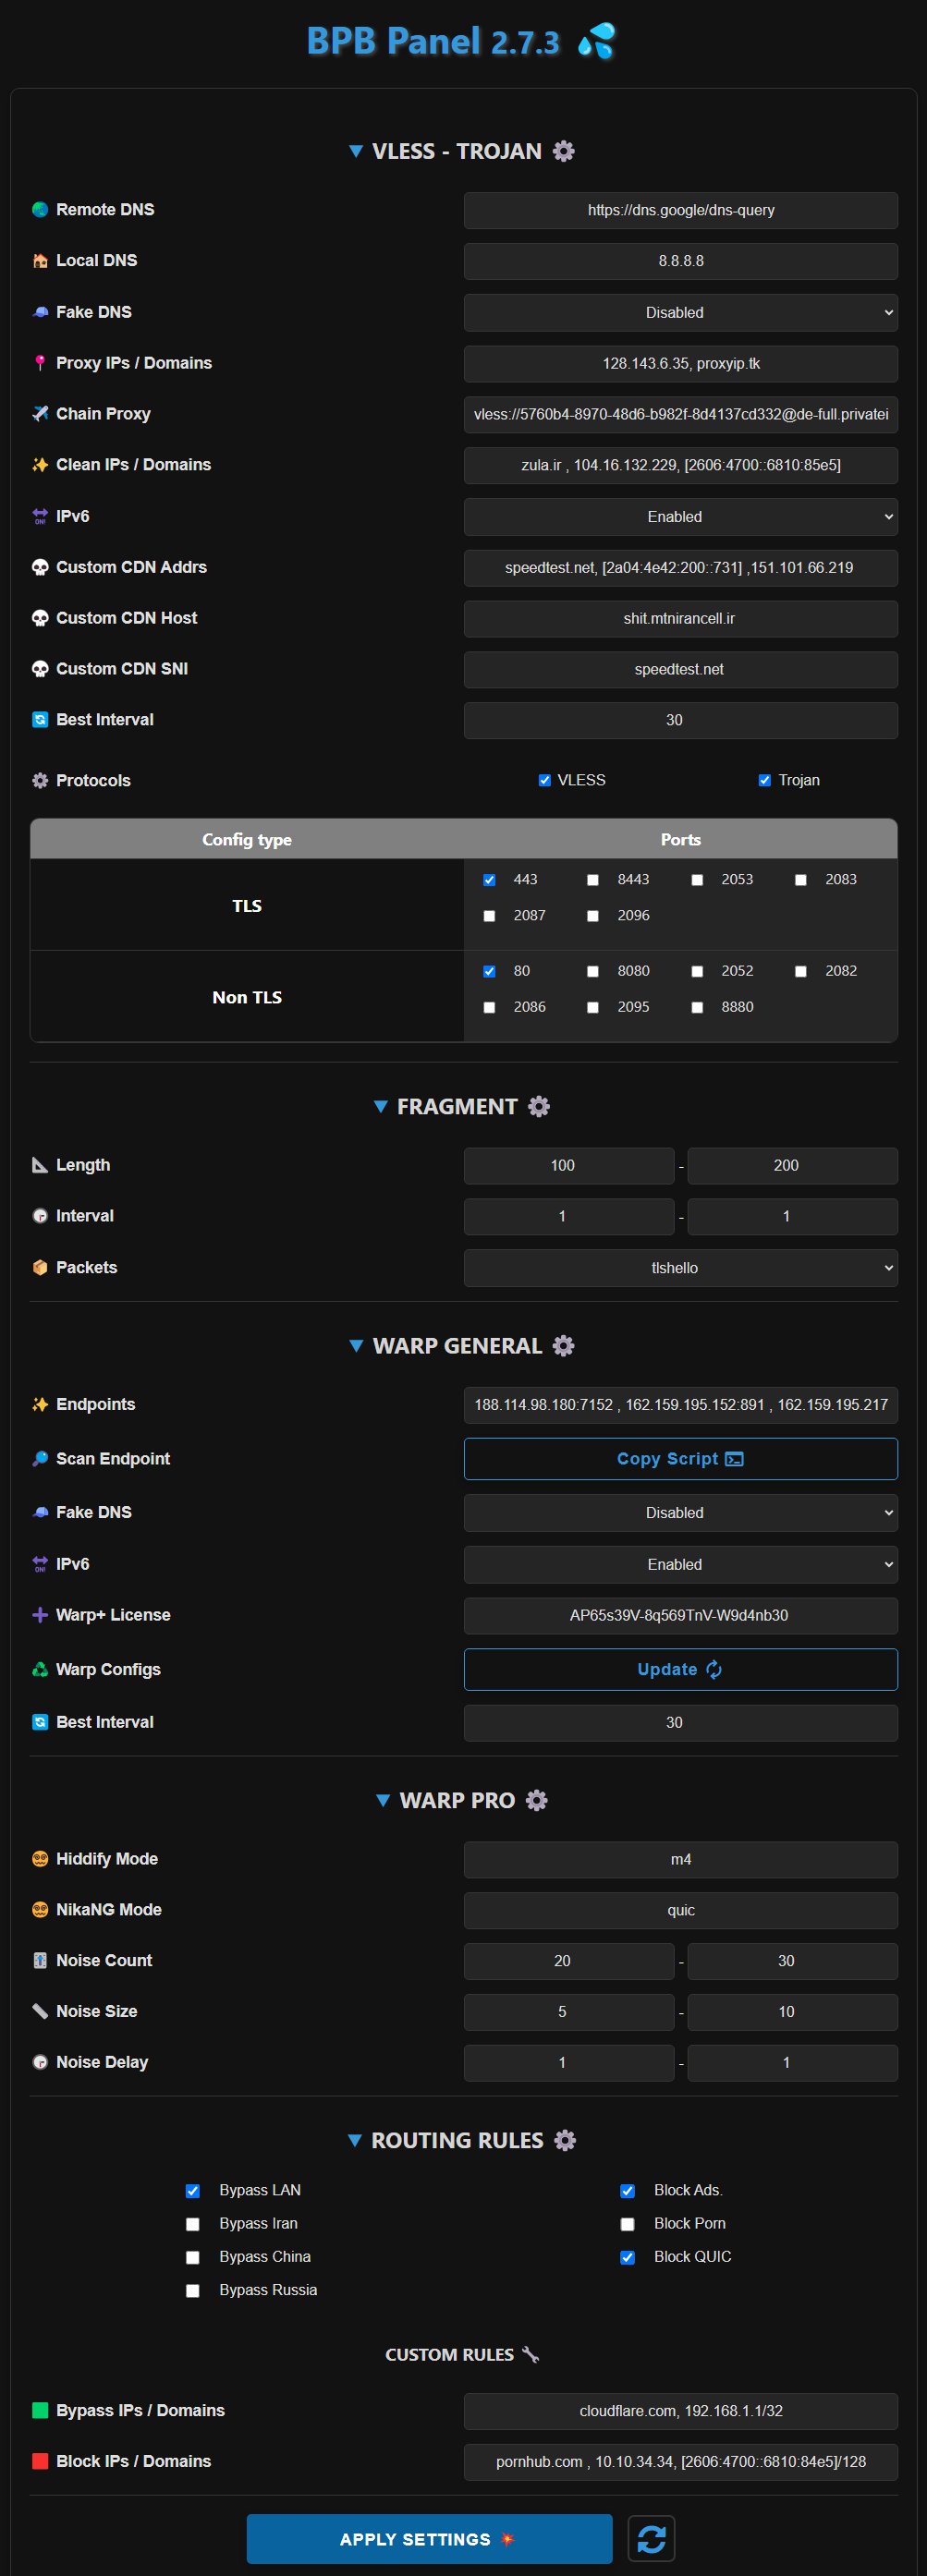 BPB Panel 2.7.3
VLESS - TROJAN
Remote DNS https://dns.google/dns-query
Local DNS 8.8.8.8
Fake DNS Disabled
Proxy IPs / Domains 128.143.6.35, proxyip.tk
Chain Proxy vless://5760b4-8970-48d6-b982f-8d4137cd332@de-full.privatei
Clean IPs / Domains zula.ir , 104.16.132.229, [2606:4700::6810:85e5]
IPv6 Enabled
Custom CDN Addrs speedtest.net, [2a04:4e42:200::731] ,151.101.66.219
Custom CDN Host shit.mtnirancell.ir
Custom CDN SNI speedtest.net
Best Interval 30
Protocols VLESS Trojan
Config type Ports
TLS 443 8443 2053 2083
2087 2096
Non TLS 80 8080 2052 2082
2086 2095 8880
FRAGMENT
Length 100 - 200
Interval 1 - 1
Packets tlshello
WARP GENERAL
Endpoints 188.114.98.180:7152 , 162.159.195.152:891 , 162.159.195.217
Scan Endpoint Copy Script
Fake DNS Disabled
IPv6 Enabled
Warp+ License AP65s39V-8q569TnV-W9d4nb30
Warp Configs Update
Best Interval 30
WARP PRO
Hiddify Mode m4
NikaNG Mode quic
Noise Count 20 - 30
Noise Size 5 - 10
Noise Delay 1 - 1
ROUTING RULES
Bypass LAN Block Ads.
Bypass Iran Block Porn
Bypass China Block QUIC
Bypass Russia
CUSTOM RULES
Bypass IPs / Domains cloudflare.com, 192.168.1.1/32
Block IPs / Domains pornhub.com , 10.10.34.34, [2606:4700::6810:84e5]/128
APPLY SETTINGS